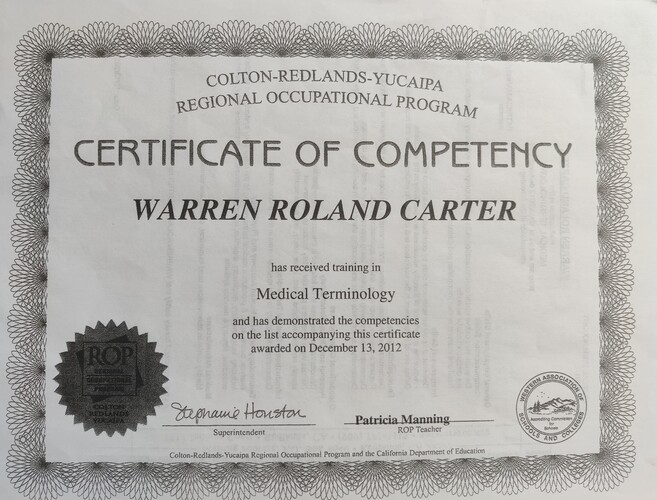 COLTON-REDLANDS-YUCAIPA
REGIONAL OCCUPATIONAL PROGRAM
CERTIFICATE OF COMPETENCY
WARREN ROLAND CARTER
has received training in
Medical Terminology
and has demonstrated the competencies
on the list accompanying this certificate
awarded on December 13, 2012
ROP
REGIONAL
OCCUPATIONAL
PROGRAM
COLTON
REDLANDS
YUCAIPA
Stephanie Houston
Superintendent
Patricia Manning
ROP Teacher
WESTERN ASSOCIATION OF
SCHOOLS AND COLLEGES
Accrediting Commission
for
Schools
Colton-Redlands-Yucaipa Regional Occupational Program and the California Department of Education